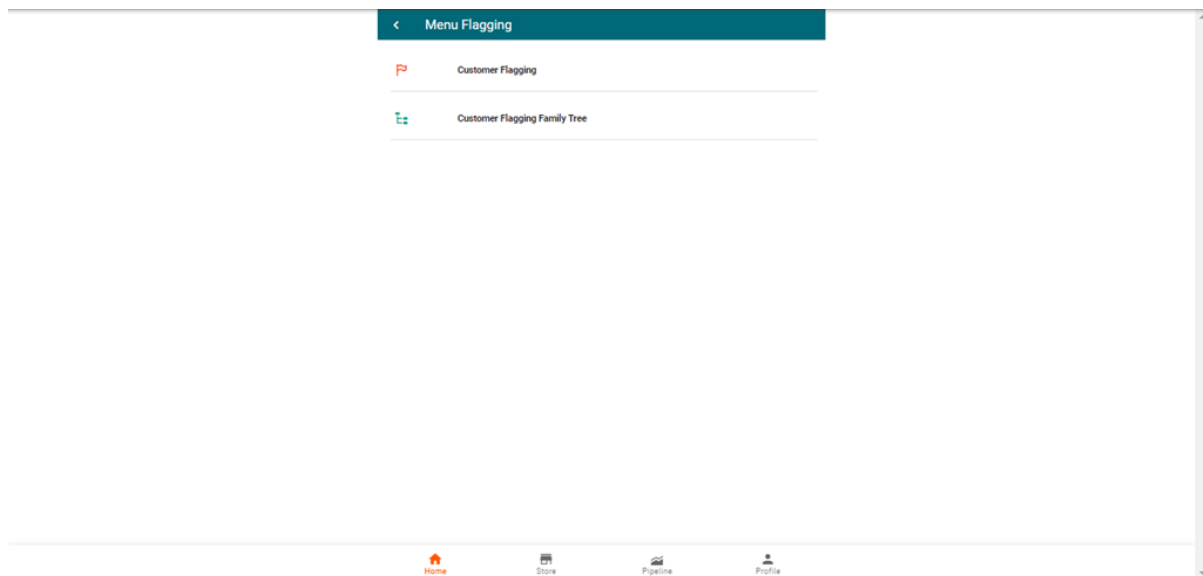 Menu Flagging
Customer Flagging
Customer Flagging Family Tree
Home Store Pipeline Profile